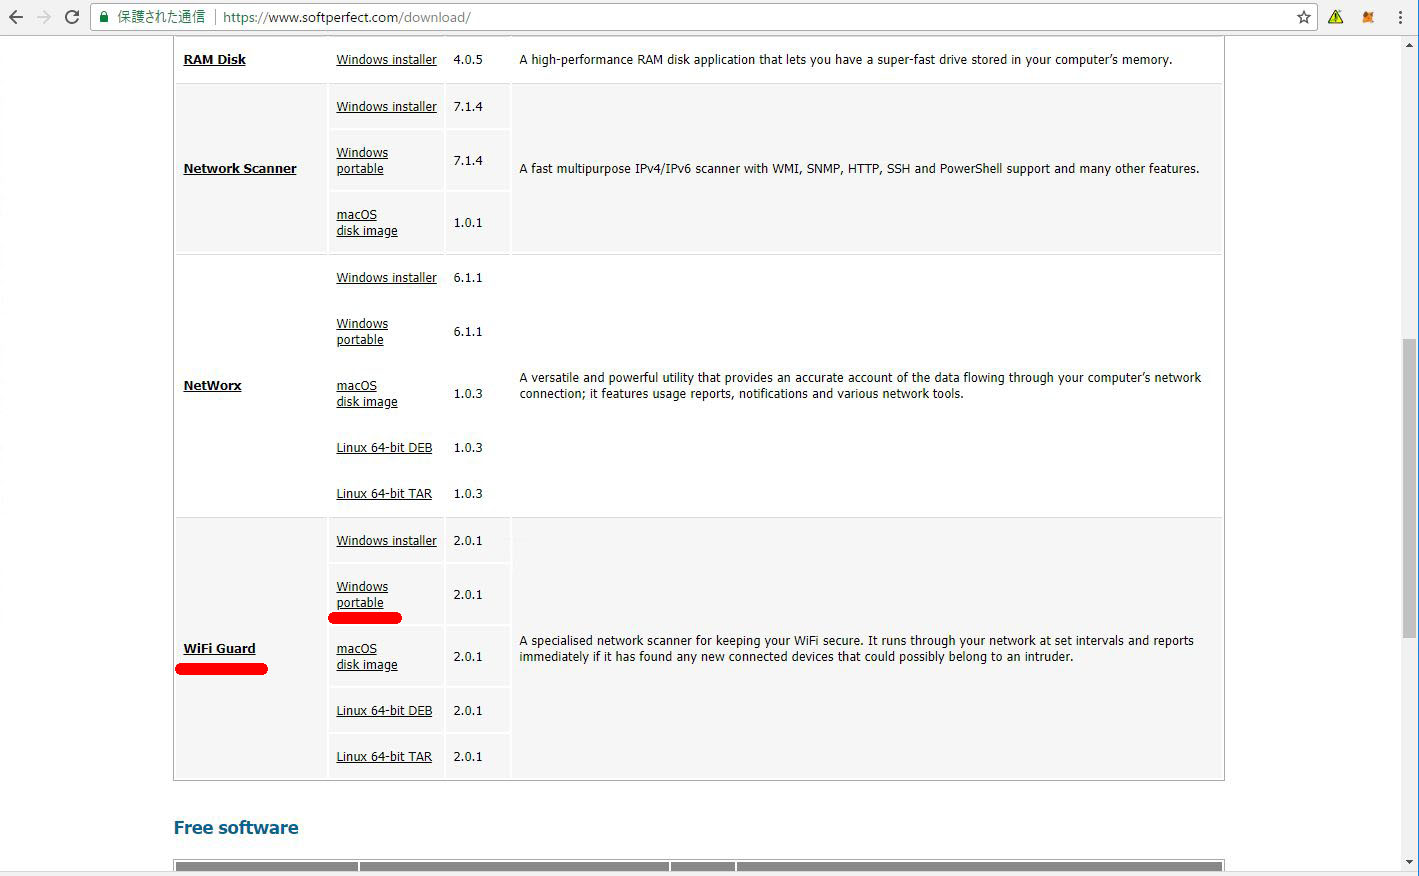 保護された通信 https://www.softperfect.com/download/
RAM Disk Windows installer 4.0.5 A high-performance RAM disk application that lets you have a super-fast drive stored in your computer’s memory.
Windows installer 7.1.4
Network Scanner Windows portable 7.1.4 A fast multipurpose IPv4/IPv6 scanner with WMI, SNMP, HTTP, SSH and PowerShell support and many other features.
macOS
disk image 1.0.1
Windows installer 6.1.1
Windows
portable 6.1.1
NetWorx
macOS
disk image 1.0.3
A versatile and powerful utility that provides an accurate account of the data flowing through your computer’s network
connection; it features usage reports, notifications and various network tools.
Linux 64-bit DEB 1.0.3
Linux 64-bit TAR 1.0.3
Windows installer 2.0.1
Windows
portable 2.0.1
WiFi Guard
macOS
disk image 2.0.1
A specialised network scanner for keeping your WiFi secure. It runs through your network at set intervals and reports
immediately if it has found any new connected devices that could possibly belong to an intruder.
Linux 64-bit DEB 2.0.1
Linux 64-bit TAR 2.0.1
Free software